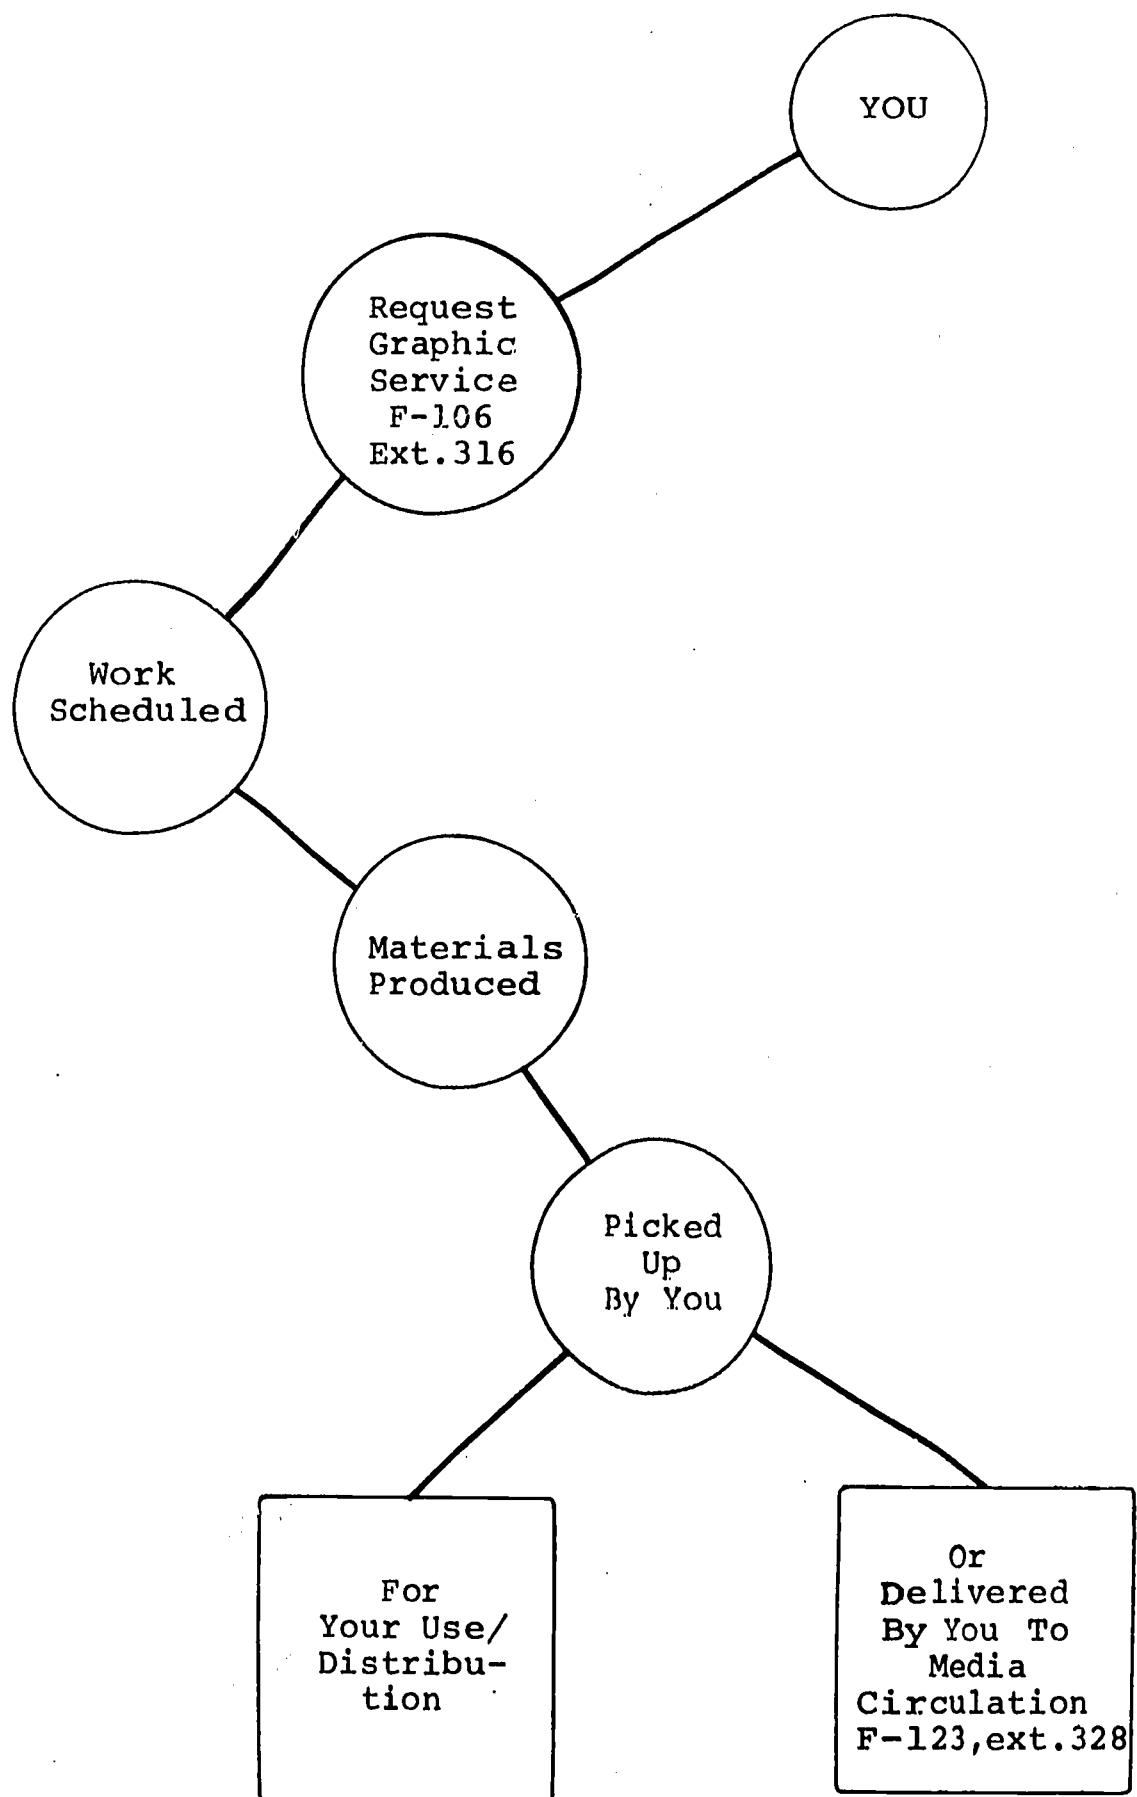 YOU
Request
Graphic
Service
F-106
Ext.316
Work
Scheduled
Materials
Produced
Picked
Up
By You
For
Your Use/
Distribu-
tion
Or
Delivered
By You To
Media
Circulation
F-123,ext.328